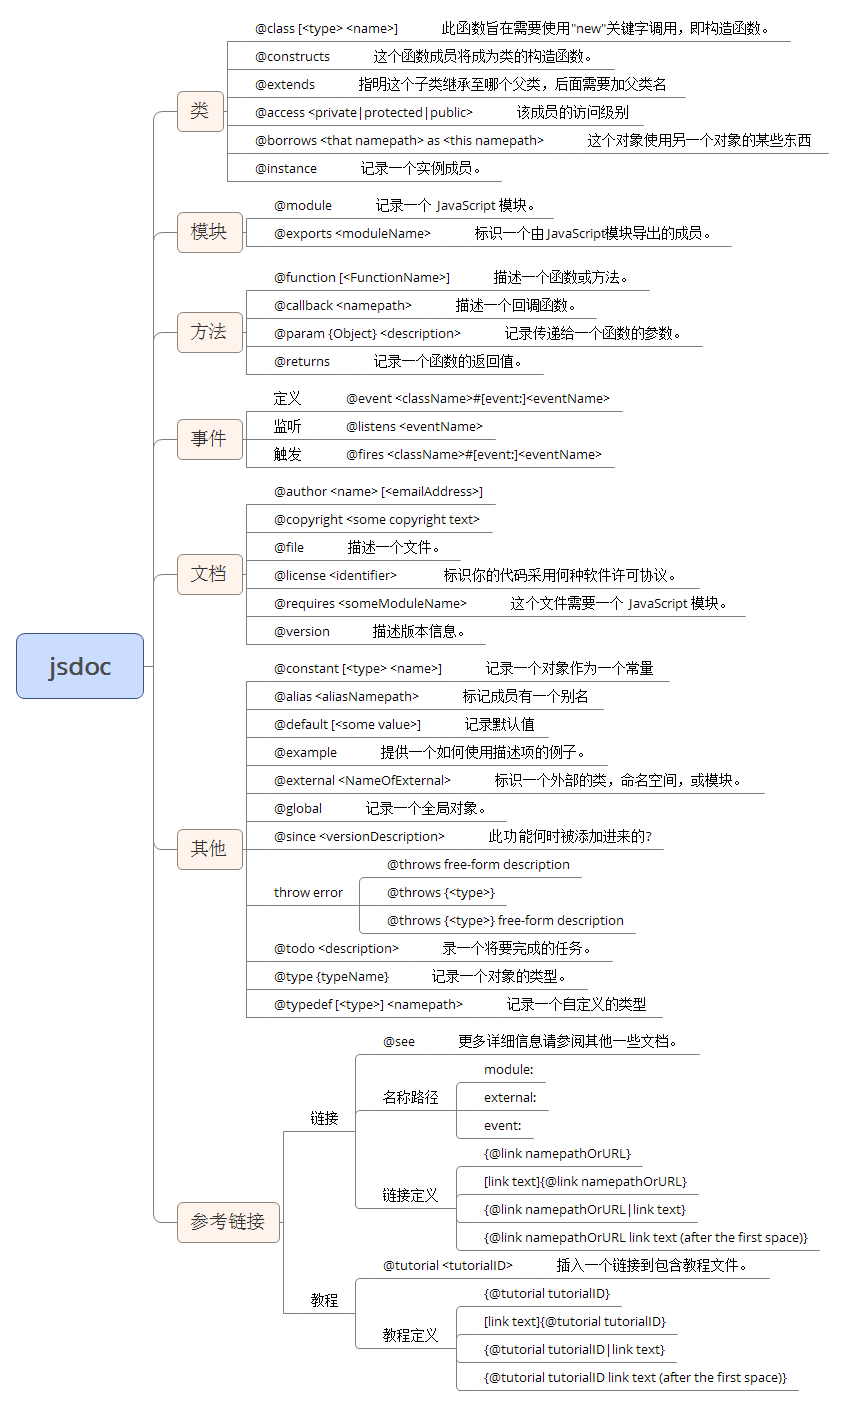 jsdoc
类
@class [<type> <name>] 此函数旨在需要使用"new"关键字调用，即构造函数。
@constructs 这个函数成员将成为类的构造函数。
@extends 指明这个子类继承至哪个父类，后面需要加父类名
@access <private|protected|public> 该成员的访问级别
@borrows <that namepath> as <this namepath> 这个对象使用另一个对象的某些东西
@instance 记录一个实例成员。
模块
@module 记录一个 JavaScript 模块。
@exports <moduleName> 标识一个由JavaScript模块导出的成员。
方法
@function [<FunctionName>] 描述一个函数或方法。
@callback <namepath> 描述一个回调函数。
@param {Object} <description> 记录传递给一个函数的参数。
@returns 记录一个函数的返回值。
事件
定义 @event <className>#[event:]<eventName>
监听 @listens <eventName>
触发 @fires <className>#[event:]<eventName>
文档
@author <name> [<emailAddress>]
@copyright <some copyright text>
@file 描述一个文件。
@license <identifier> 标识你的代码采用何种软件许可协议。
@requires <someModuleName> 这个文件需要一个 JavaScript 模块。
@version 描述版本信息。
其他
@constant [<type> <name>] 记录一个对象作为一个常量
@alias <aliasNamepath> 标记成员有一个别名
@default [<some value>] 记录默认值
@example 提供一个如何使用描述项的例子。
@external <NameOfExternal> 标识一个外部的类，命名空间，或模块。
@global 记录一个全局对象。
@since <versionDescription> 此功能何时被添加进来的?
throw error
@throws free-form description
@throws {<type>}
@throws {<type>} free-form description
@todo <description> 录一个将要完成的任务。
@type {typeName} 记录一个对象的类型。
@typedef [<type>] <namepath> 记录一个自定义的类型
参考链接
链接
@see 更多详细信息请参阅其他一些文档。
名称路径
module:
external:
event:
链接定义
{@link namepathOrURL}
[link text]{@link namepathOrURL}
{@link namepathOrURL|link text}
{@link namepathOrURL link text (after the first space)}
教程
@tutorial <tutorialID> 插入一个链接到包含教程文件。
教程定义
{@tutorial tutorialID}
[link text]{@tutorial tutorialID}
{@tutorial tutorialID|link text}
{@tutorial tutorialID link text (after the first space)}